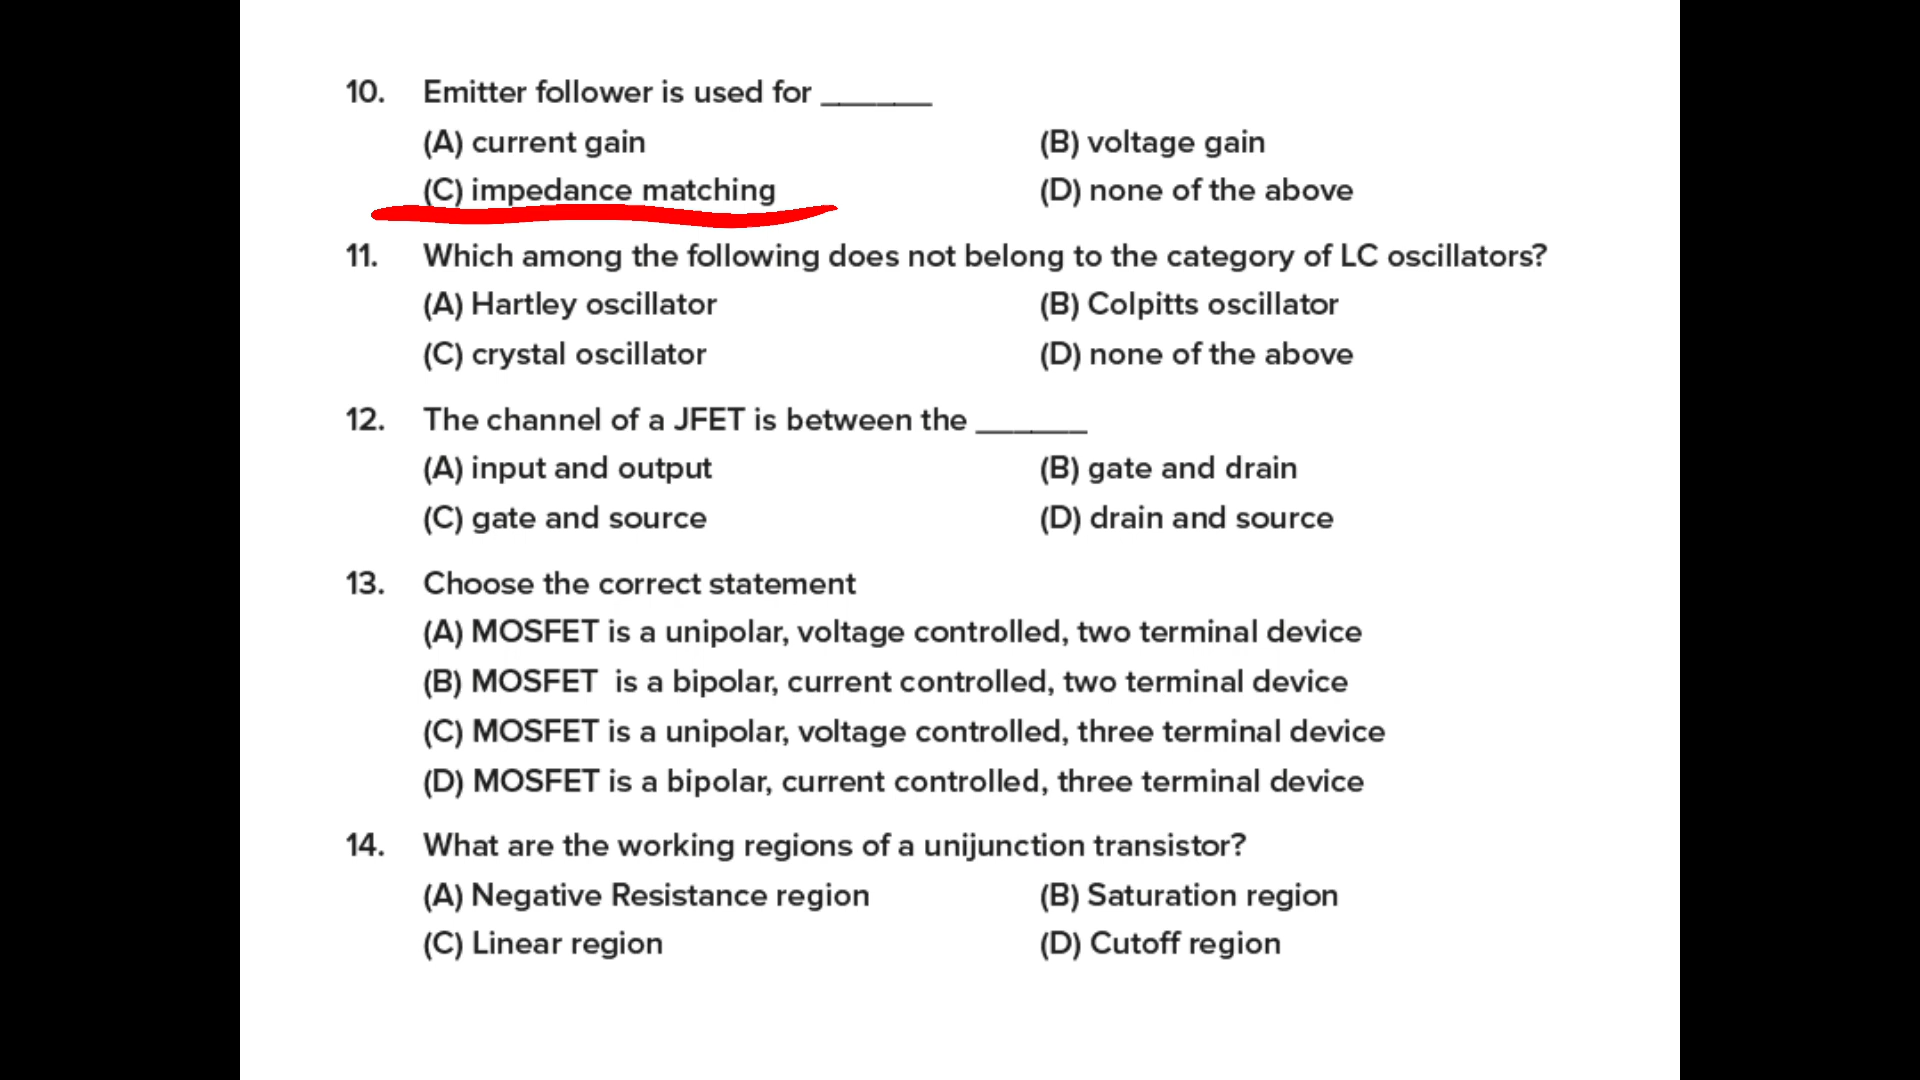 10. Emitter follower is used for ______
(A) current gain (B) voltage gain
(C) impedance matching (D) none of the above
11. Which among the following does not belong to the category of LC oscillators?
(A) Hartley oscillator (B) Colpitts oscillator
(C) crystal oscillator (D) none of the above
12. The channel of a JFET is between the ______
(A) input and output (B) gate and drain
(C) gate and source (D) drain and source
13. Choose the correct statement
(A) MOSFET is a unipolar, voltage controlled, two terminal device
(B) MOSFET is a bipolar, current controlled, two terminal device
(C) MOSFET is a unipolar, voltage controlled, three terminal device
(D) MOSFET is a bipolar, current controlled, three terminal device
14. What are the working regions of a unijunction transistor?
(A) Negative Resistance region (B) Saturation region
(C) Linear region (D) Cutoff region